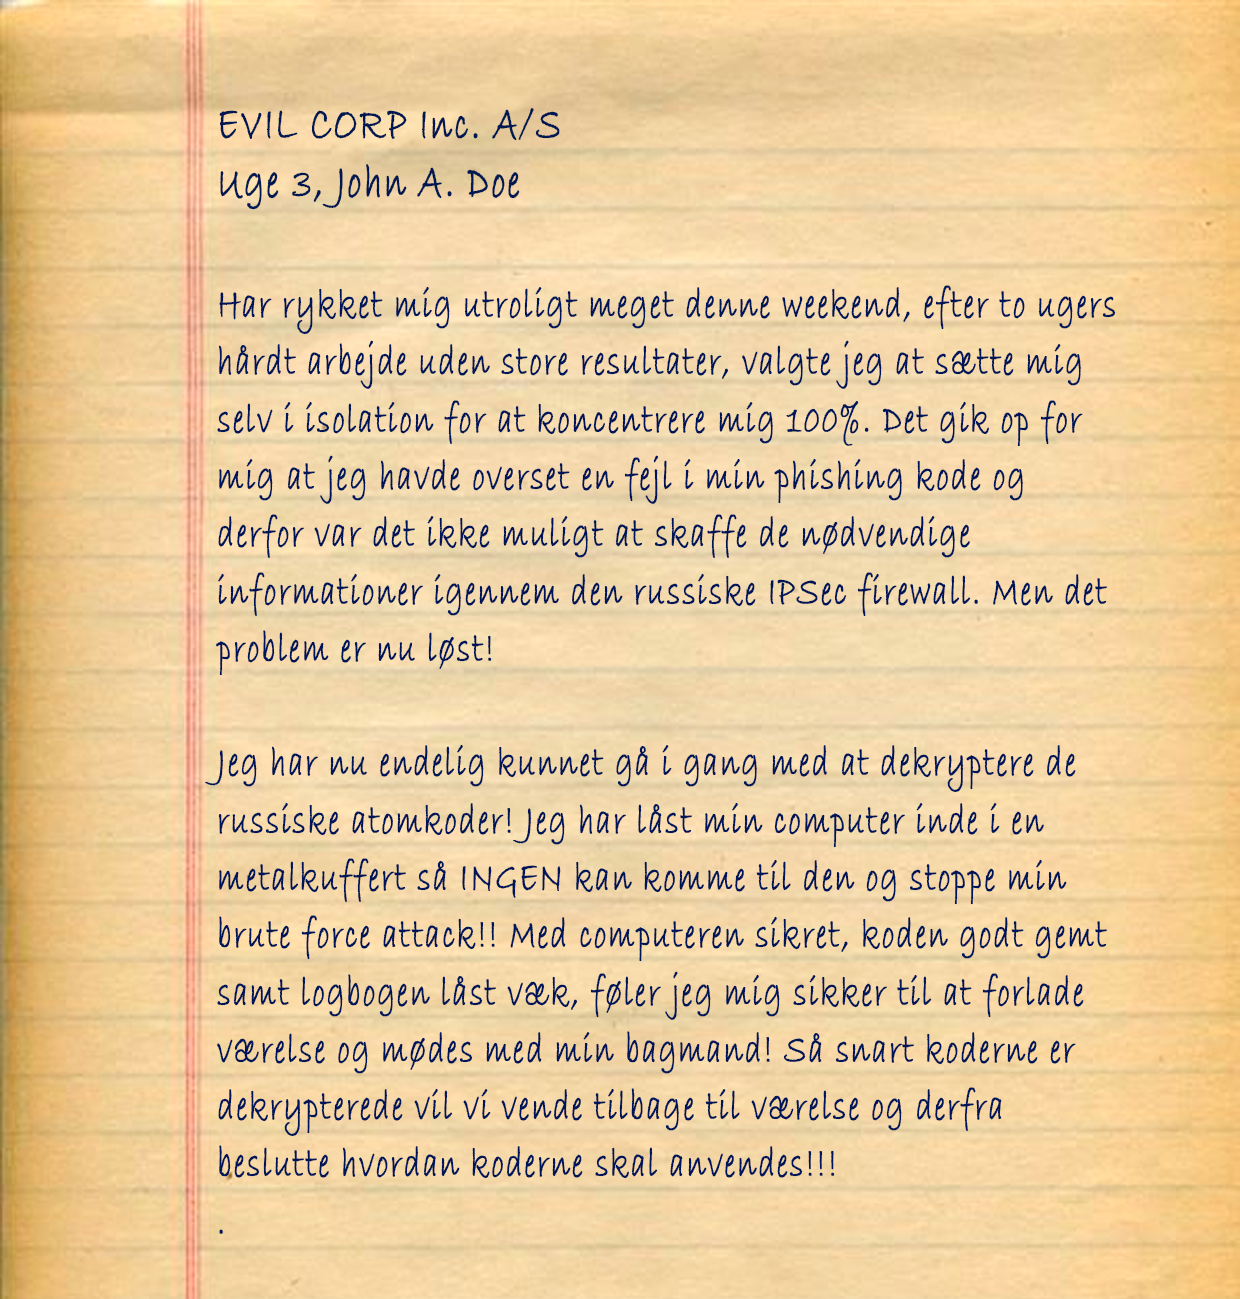 EVIL CORP Inc. A/S
Uge 3, John A. Doe
Har rykket mig utroligt meget denne weekend, efter to ugers
hårdt arbejde uden store resultater, valgte jeg at sætte mig
selv i isolation for at koncentrere mig 100%. Det gik op for
mig at jeg havde overset en fejl i min phishing kode og
derfor var det ikke muligt at skaffe de nødvendige
informationer igennem den russiske IPSec firewall. Men det
problem er nu løst!
Jeg har nu endelig kunnet gå i gang med at dekryptere de
russiske atomkoder! Jeg har låst min computer inde i en
metalkuffert så INGEN kan komme til den og stoppe min
brute force attack!! Med computeren sikret, koden godt gemt
samt logbogen låst væk, føler jeg mig sikker til at forlade
værelse og mødes med min bagmand! Så snart koderne er
dekrypterede vil vi vende tilbage til værelse og derfra
beslutte hvordan koderne skal anvendes!!!
.